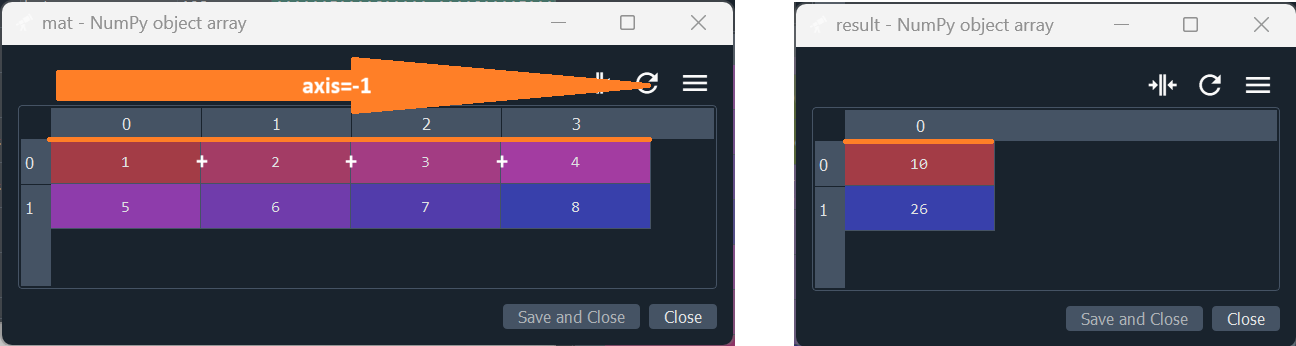 mat - NumPy object array
axis=-1
0 1 2 3
0 1 + 2 + 3 + 4
1 5 6 7 8
Save and Close Close
result - NumPy object array
0
0 10
1 26
Save and Close Close